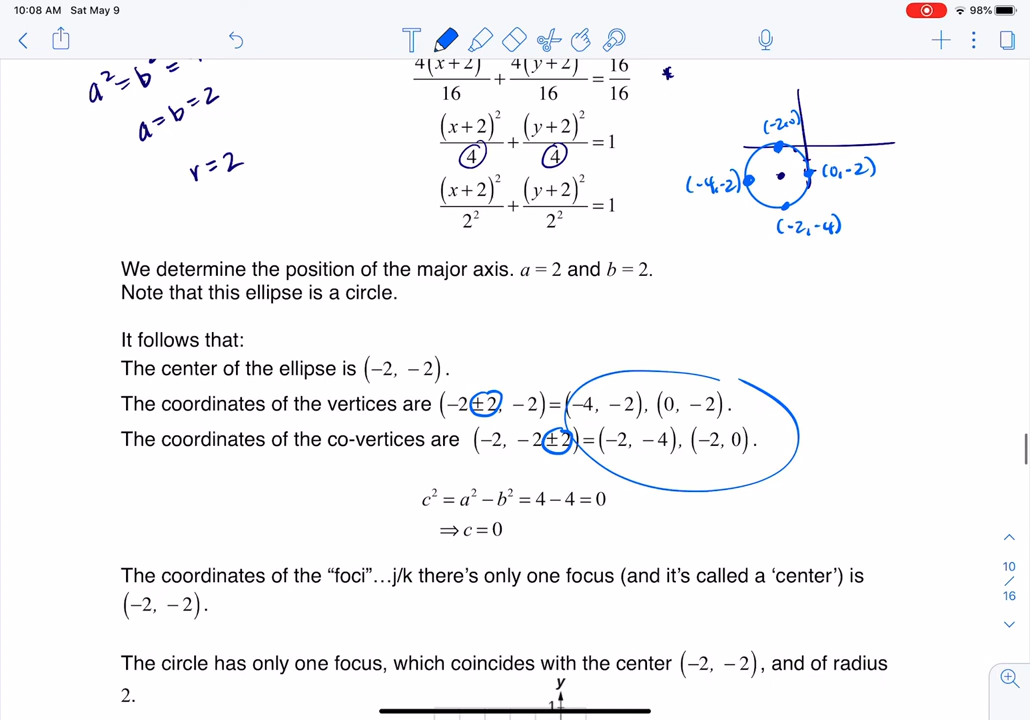 10:08 AM Sat May 9
98%
a² = b² =
a = b = 2
r = 2
4(x+2)/16 + 4(y+2)/16 = 16/16 *
(x+2)²/4 + (y+2)²/4 = 1
(x+2)²/2² + (y+2)²/2² = 1
(-2,0)
(-4,-2)
(0,-2)
(-2,-4)
We determine the position of the major axis. a = 2 and b = 2.
Note that this ellipse is a circle.
It follows that:
The center of the ellipse is (−2, −2).
The coordinates of the vertices are (−2±2, −2)=(−4, −2), (0, −2).
The coordinates of the co-vertices are (−2, −2±2)=(−2, −4), (−2, 0).
c² = a² − b² = 4 − 4 = 0
⇒ c = 0
The coordinates of the “foci”…j/k there’s only one focus (and it’s called a ‘center’) is
(−2, −2).
The circle has only one focus, which coincides with the center (−2, −2), and of radius
2.
y
1
10
/
16
T